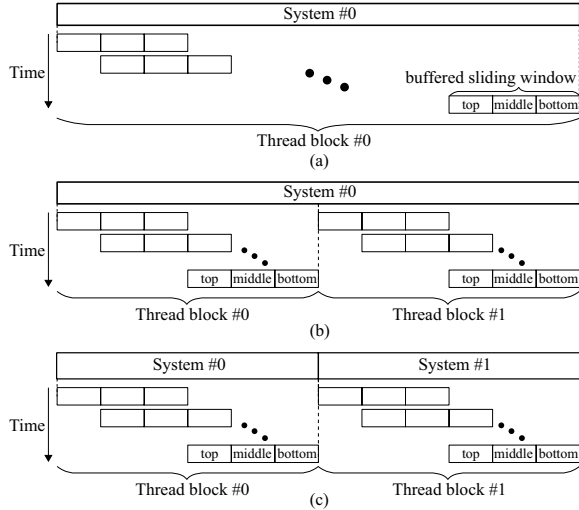 System #0
Time
buffered sliding window
top middle bottom
Thread block #0
(a)
System #0
Time
top middle bottom top middle bottom
Thread block #0 Thread block #1
(b)
System #0 System #1
Time
top middle bottom top middle bottom
Thread block #0 Thread block #1
(c)